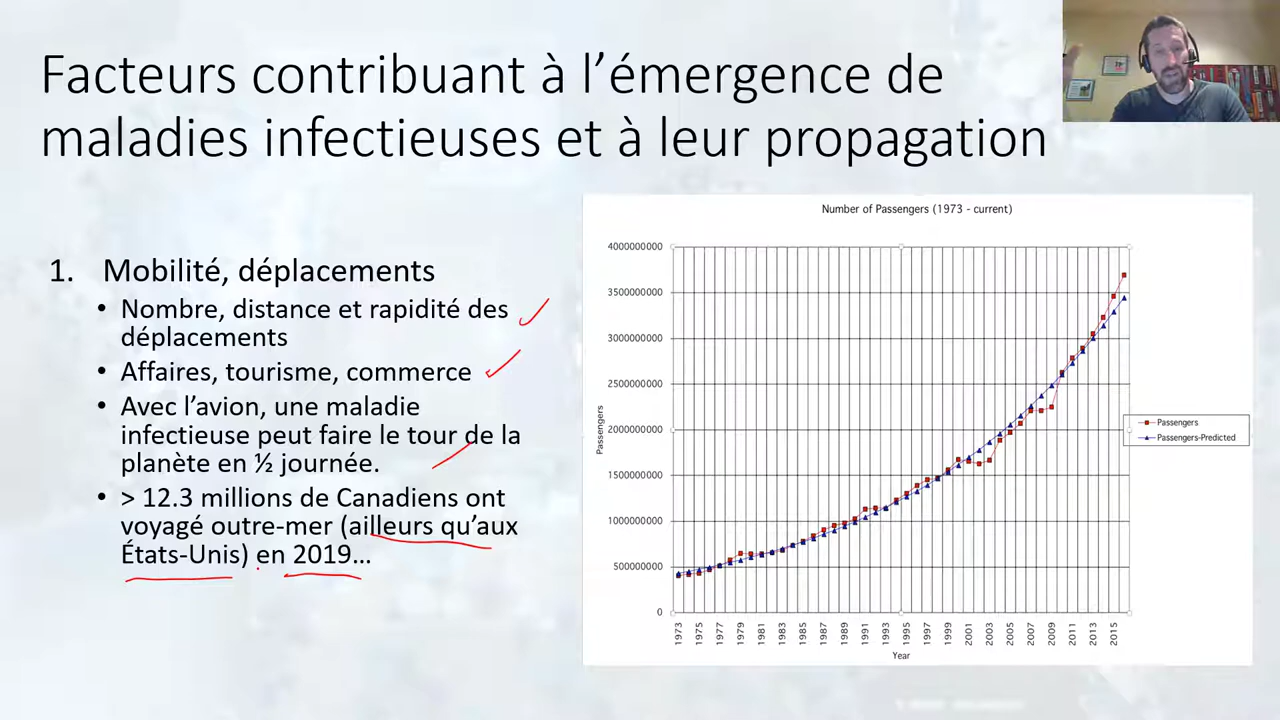 Facteurs contribuant à l’émergence de
maladies infectieuses et à leur propagation
1. Mobilité, déplacements
• Nombre, distance et rapidité des
déplacements
• Affaires, tourisme, commerce
• Avec l’avion, une maladie
infectieuse peut faire le tour de la
planète en ½ journée.
• > 12.3 millions de Canadiens ont
voyagé outre-mer (ailleurs qu’aux
États-Unis) en 2019…
Number of Passengers (1973 - current)
4000000000
3500000000
3000000000
2500000000
2000000000
1500000000
1000000000
500000000
0
Passengers
1973 1975 1977 1979 1981 1983 1985 1987 1989 1991 1993 1995 1997 1999 2001 2003 2005 2007 2009 2011 2013 2015
Year
Passengers
Passengers-Predicted